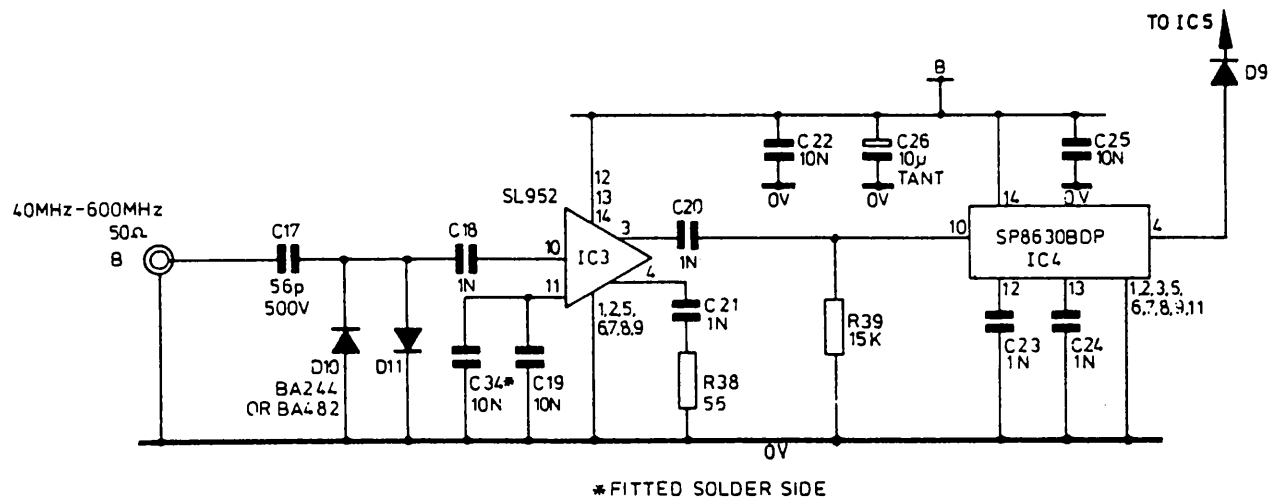 TO IC5
B
D9
C22
10N
C26
10µ
TANT
C25
10N
0V
0V
0V
40MHz-600MHz
50Ω
B
C17
56p
500V
C18
1N
SL952
12
13
14
3
10
11
4
IC3
1,2,5,
6,7,8,9
C20
1N
C21
1N
R38
56
R39
15K
10
14
4
SP8630BDP
IC4
12
13
1,2,3,5,
6,7,8,9,11
C23
1N
C24
1N
D10
D11
BA244
OR BA482
C34*
10N
C19
10N
0V
*FITTED SOLDER SIDE